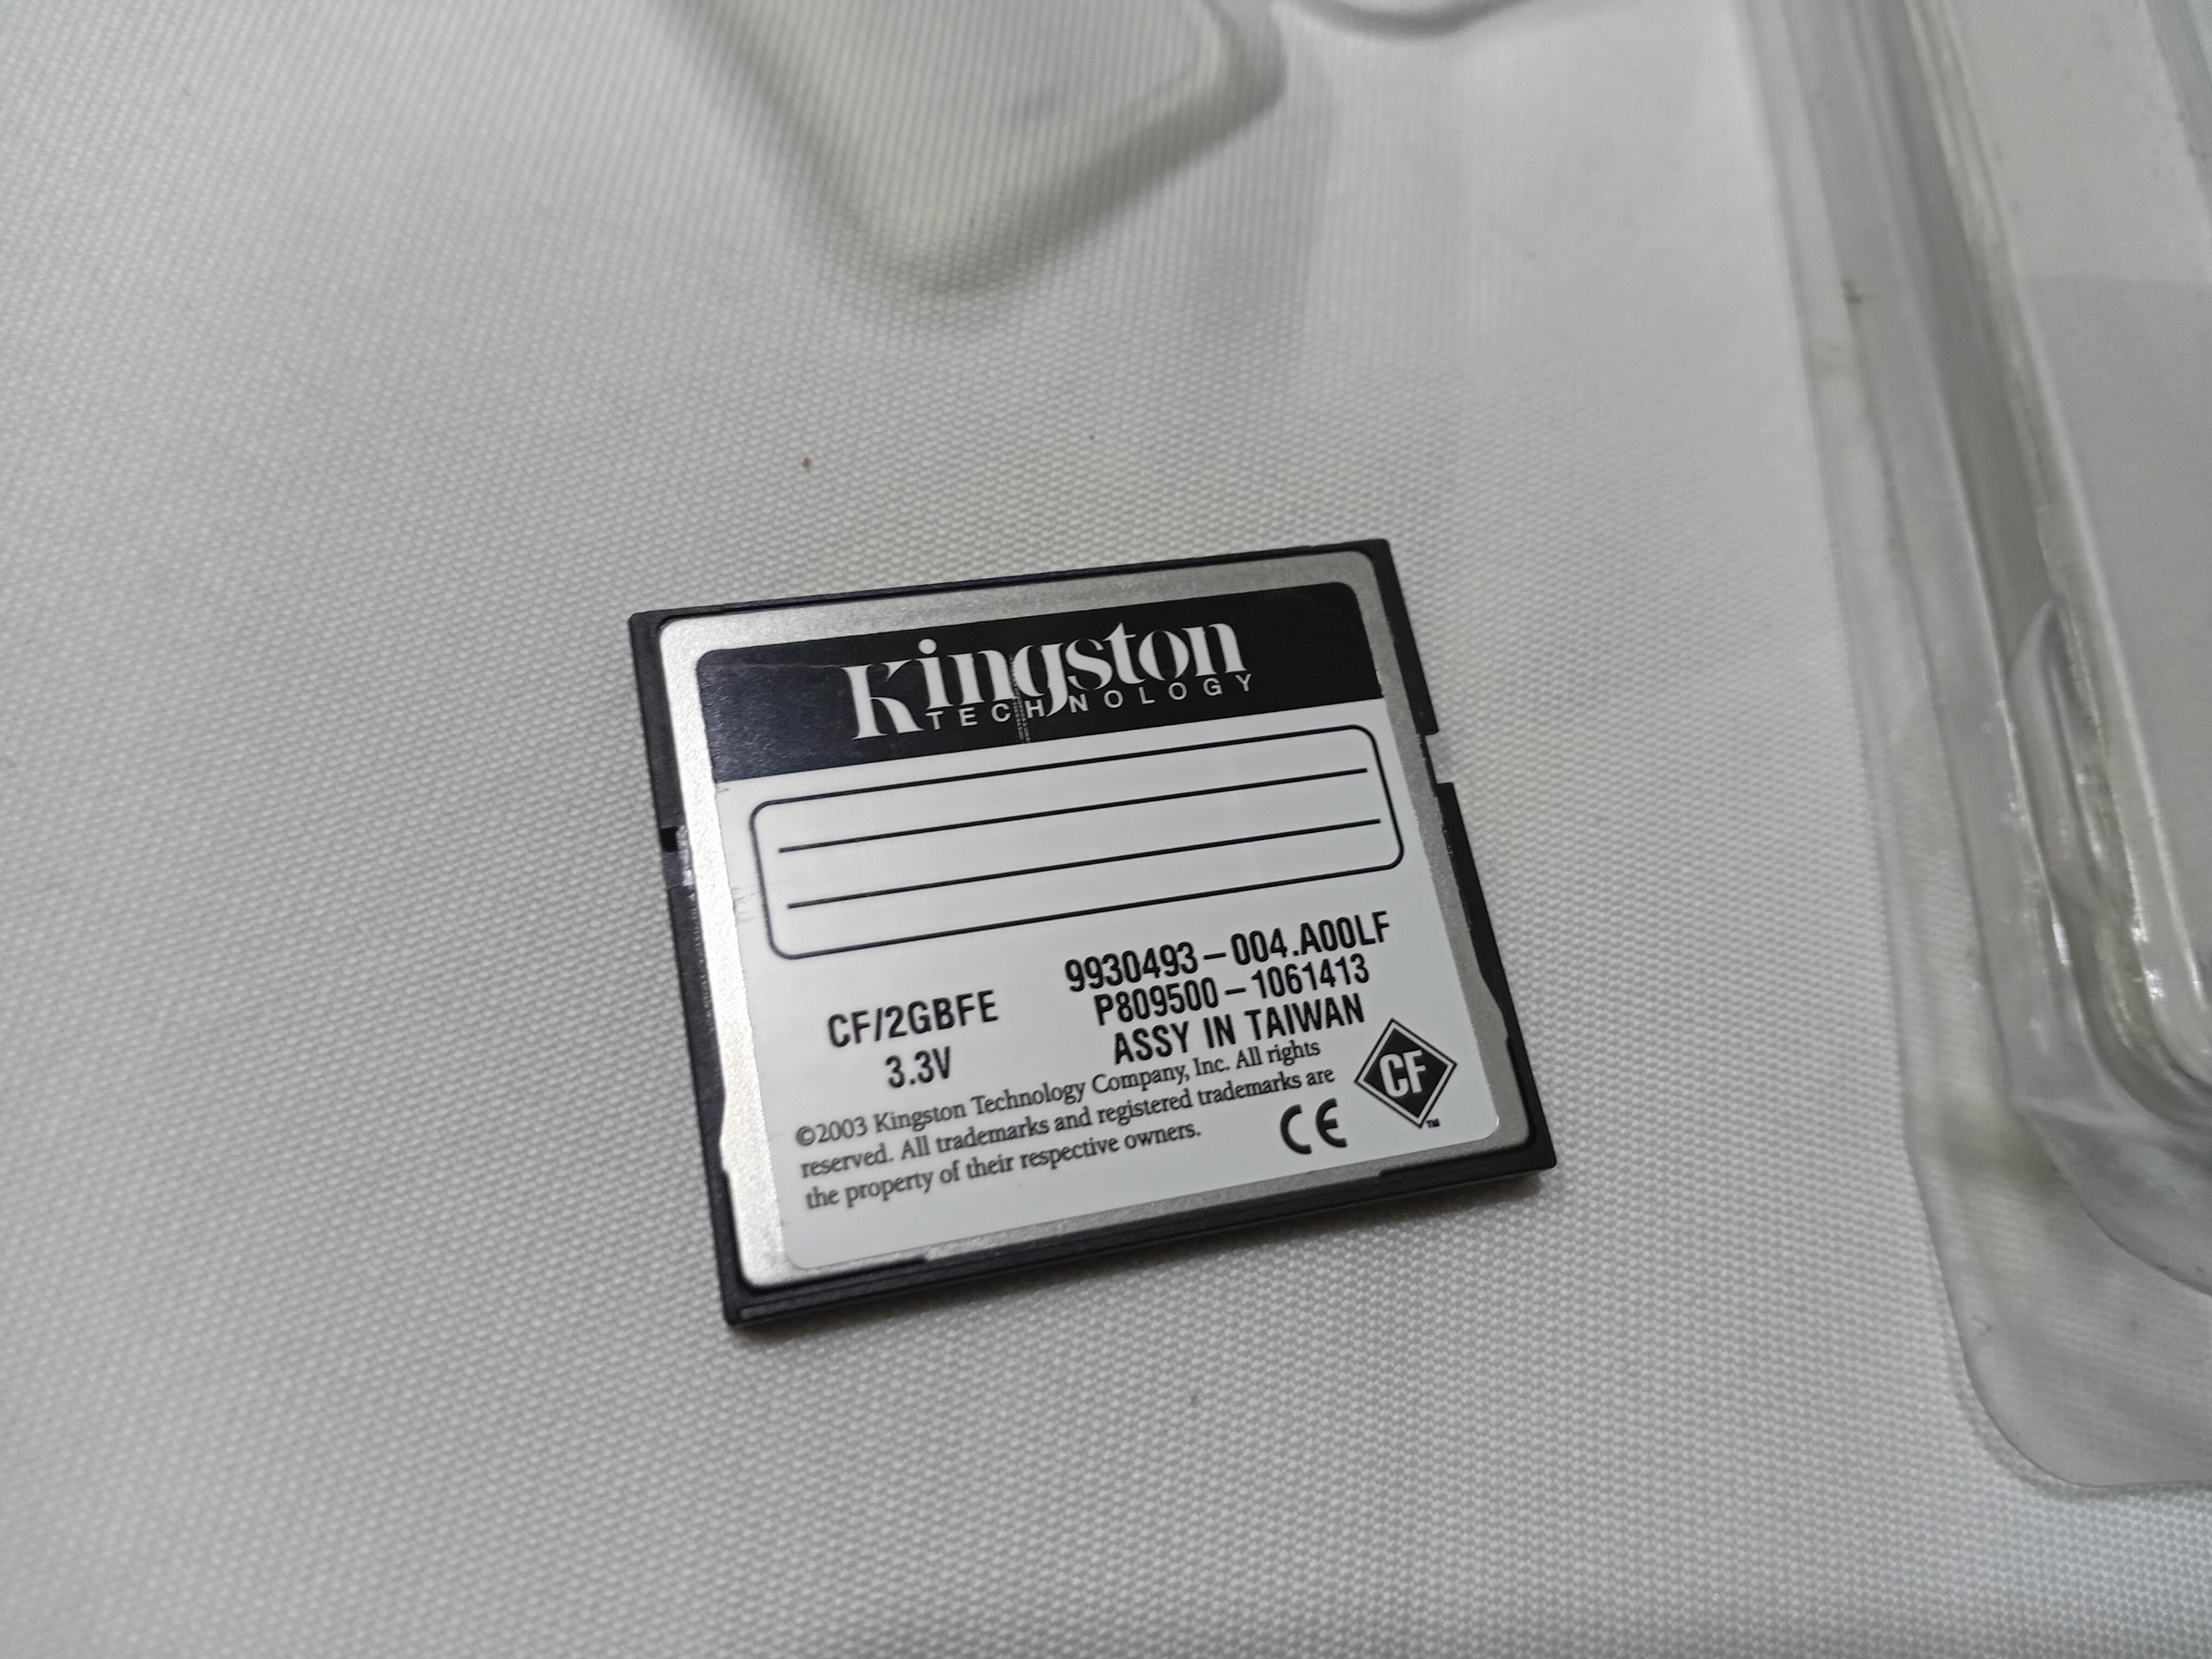 Kingston
TECHNOLOGY
CF/2GBFE
3.3V
9930493-004.A00LF
P809500-1061413
ASSY IN TAIWAN
©2003 Kingston Technology Company, Inc. All rights
reserved. All trademarks and registered trademarks are
the property of their respective owners.
CE
CF
TM